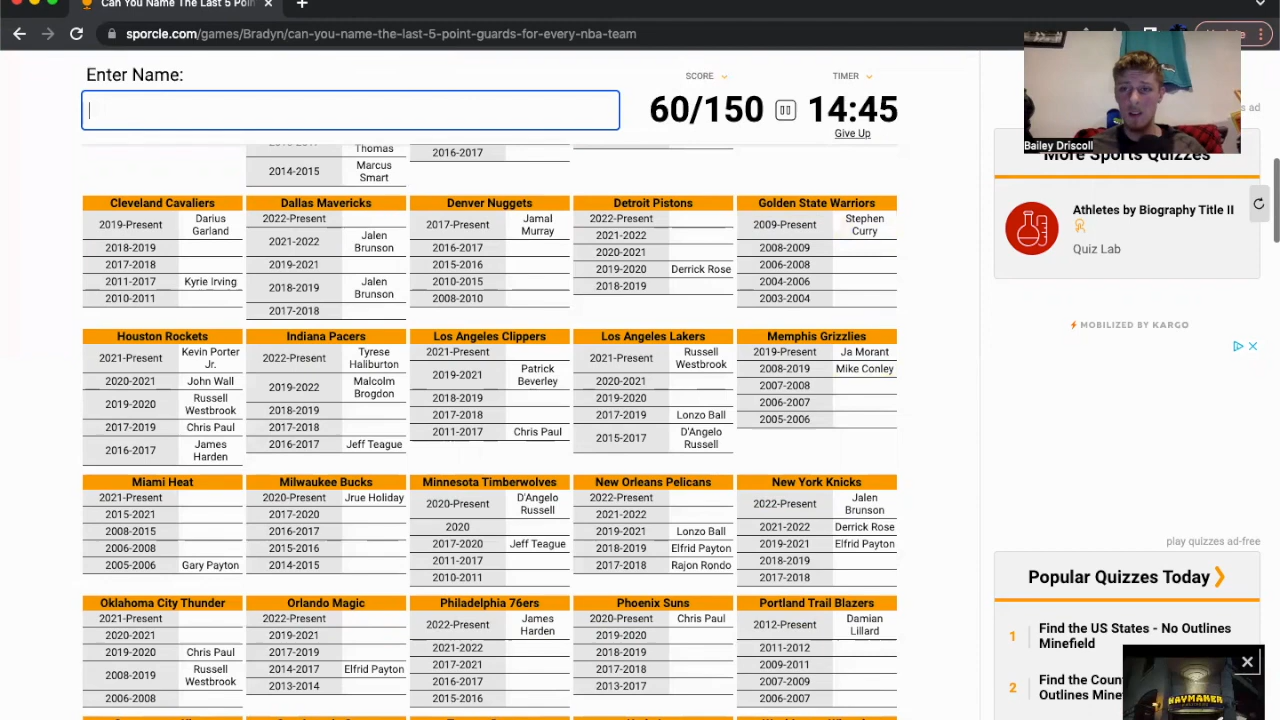 Can You Name The Last 5 Poin
sporcle.com/games/Bradyn/can-you-name-the-last-5-point-guards-for-every-nba-team
Enter Name:
SCORE
TIMER
60/150
14:45
Give Up
Bailey Driscoll
ad
More Sports Quizzes
Athletes by Biography Title II
Quiz Lab
Thomas
2014-2015 Marcus Smart
2016-2017
Cleveland Cavaliers
2019-Present Darius Garland
2018-2019
2017-2018
2011-2017 Kyrie Irving
2010-2011
Dallas Mavericks
2022-Present
2021-2022 Jalen Brunson
2019-2021
2018-2019 Jalen Brunson
2017-2018
Denver Nuggets
2017-Present Jamal Murray
2016-2017
2015-2016
2010-2015
2008-2010
Detroit Pistons
2022-Present
2021-2022
2020-2021
2019-2020 Derrick Rose
2018-2019
Golden State Warriors
2009-Present Stephen Curry
2008-2009
2006-2008
2004-2006
2003-2004
Houston Rockets
2021-Present Kevin Porter Jr.
2020-2021 John Wall
2019-2020 Russell Westbrook
2017-2019 Chris Paul
2016-2017 James Harden
Indiana Pacers
2022-Present Tyrese Haliburton
2019-2022 Malcolm Brogdon
2018-2019
2017-2018
2016-2017 Jeff Teague
Los Angeles Clippers
2021-Present
2019-2021 Patrick Beverley
2018-2019
2017-2018
2011-2017 Chris Paul
Los Angeles Lakers
2021-Present Russell Westbrook
2020-2021
2019-2020
2017-2019 Lonzo Ball
2015-2017 D'Angelo Russell
Memphis Grizzlies
2019-Present Ja Morant
2008-2019 Mike Conley
2007-2008
2006-2007
2005-2006
Miami Heat
2021-Present
2015-2021
2008-2015
2006-2008
2005-2006 Gary Payton
Milwaukee Bucks
2020-Present Jrue Holiday
2017-2020
2016-2017
2015-2016
2014-2015
Minnesota Timberwolves
2020-Present D'Angelo Russell
2020
2017-2020 Jeff Teague
2011-2017
2010-2011
New Orleans Pelicans
2022-Present
2021-2022
2019-2021 Lonzo Ball
2018-2019 Elfrid Payton
2017-2018 Rajon Rondo
New York Knicks
2022-Present Jalen Brunson
2021-2022 Derrick Rose
2019-2021 Elfrid Payton
2018-2019
2017-2018
Oklahoma City Thunder
2021-Present
2020-2021
2019-2020 Chris Paul
2008-2019 Russell Westbrook
2006-2008
Orlando Magic
2022-Present
2019-2021
2017-2019
2014-2017 Elfrid Payton
2013-2014
Philadelphia 76ers
2022-Present James Harden
2021-2022
2017-2021
2016-2017
2015-2016
Phoenix Suns
2020-Present Chris Paul
2019-2020
2018-2019
2017-2018
2013-2017
Portland Trail Blazers
2012-Present Damian Lillard
2011-2012
2009-2011
2007-2009
2006-2007
MOBILIZED BY KARGO
play quizzes ad-free
Popular Quizzes Today
1 Find the US States - No Outlines Minefield
2 Find the Coun
Outlines Mine
HAYMAKER